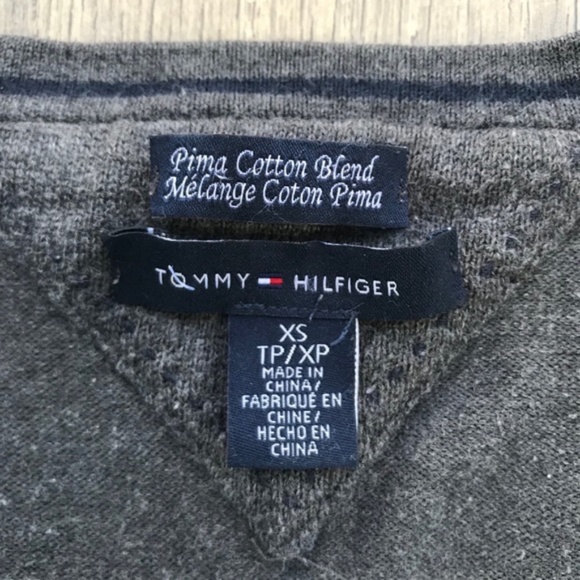 Pima Cotton Blend
Mélange Coton Pima
TOMMY HILFIGER
XS
TP/XP
MADE IN
CHINA/
FABRIQUÉ EN
CHINE/
HECHO EN
CHINA